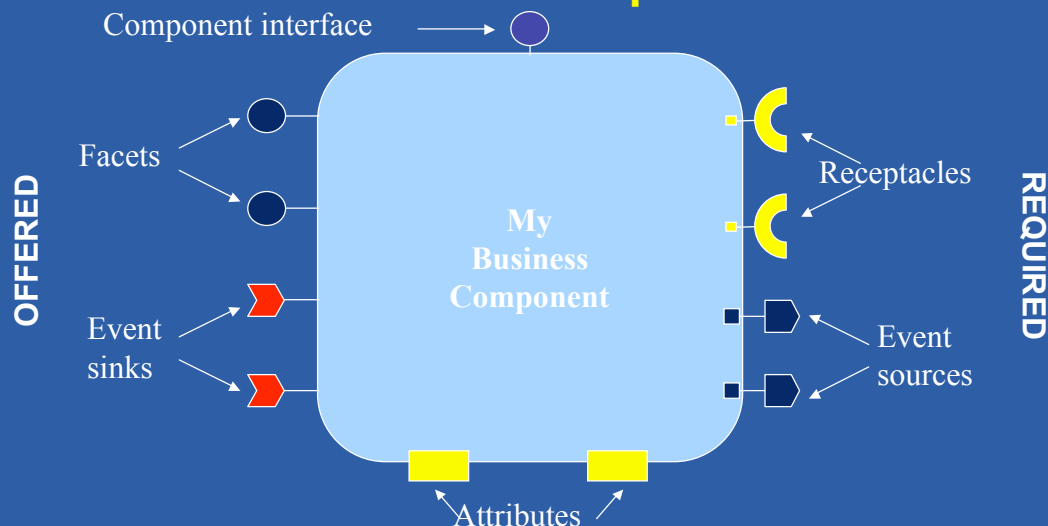 Component interface
Facets
Receptacles
OFFERED
REQUIRED
My
Business
Component
Event
sinks
Event
sources
Attributes